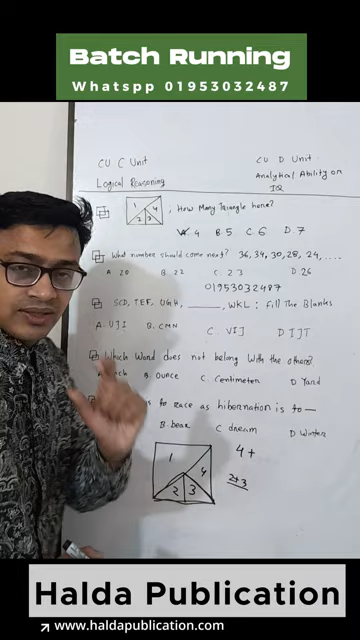 Batch Running
Whatspp 01953032487
CU C Unit
Logical Reasoning
CU D Unit
Analytical Ability or
IQ
1 4 2 3 ; How Many Triangle here?
A. 4 B. 5 C. 6 D. 7
What number should come next? 36, 34, 30, 28, 24, ....
A. 20 B. 22 C. 23 D. 26
01953032487
SCD, TEF, UGH, ____, WKL : Fill The Blanks
A. UJI B. CMN C. VIJ D IJT
Which Word does not belong with the others?
B. Ounce C. Centimeter D Yard
to race as hibernation is to —
B. bear C dream D Winter
1 4 2 3
4 +
2+3
Halda Publication
www.haldapublication.com